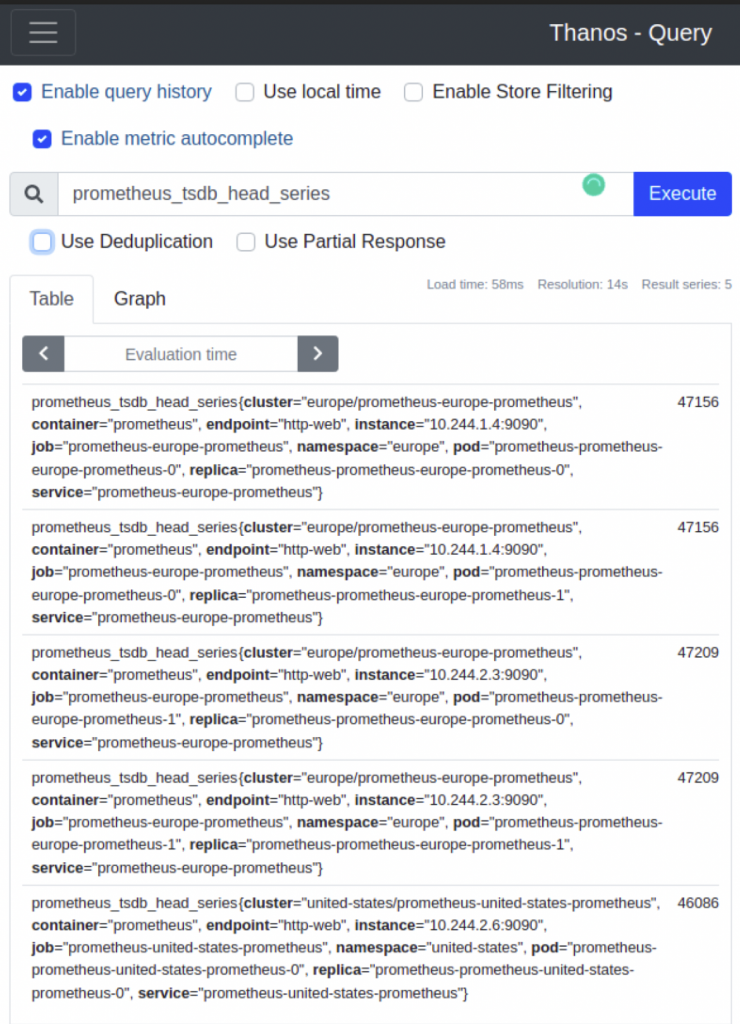 Thanos - Query
Enable query history Use local time Enable Store Filtering
Enable metric autocomplete
prometheus_tsdb_head_series Execute
Use Deduplication Use Partial Response
Load time: 58ms Resolution: 14s Result series: 5
Table Graph
Evaluation time
prometheus_tsdb_head_series{cluster="europe/prometheus-europe-prometheus", 47156
container="prometheus", endpoint="http-web", instance="10.244.1.4:9090",
job="prometheus-europe-prometheus", namespace="europe", pod="prometheus-prometheus-
europe-prometheus-0", replica="prometheus-prometheus-europe-prometheus-0",
service="prometheus-europe-prometheus"}
prometheus_tsdb_head_series{cluster="europe/prometheus-europe-prometheus", 47156
container="prometheus", endpoint="http-web", instance="10.244.1.4:9090",
job="prometheus-europe-prometheus", namespace="europe", pod="prometheus-prometheus-
europe-prometheus-0", replica="prometheus-prometheus-europe-prometheus-1",
service="prometheus-europe-prometheus"}
prometheus_tsdb_head_series{cluster="europe/prometheus-europe-prometheus", 47209
container="prometheus", endpoint="http-web", instance="10.244.2.3:9090",
job="prometheus-europe-prometheus", namespace="europe", pod="prometheus-prometheus-
europe-prometheus-1", replica="prometheus-prometheus-europe-prometheus-0",
service="prometheus-europe-prometheus"}
prometheus_tsdb_head_series{cluster="europe/prometheus-europe-prometheus", 47209
container="prometheus", endpoint="http-web", instance="10.244.2.3:9090",
job="prometheus-europe-prometheus", namespace="europe", pod="prometheus-prometheus-
europe-prometheus-1", replica="prometheus-prometheus-europe-prometheus-1",
service="prometheus-europe-prometheus"}
prometheus_tsdb_head_series{cluster="united-states/prometheus-united-states-prometheus", 46086
container="prometheus", endpoint="http-web", instance="10.244.2.6:9090",
job="prometheus-united-states-prometheus", namespace="united-states", pod="prometheus-
prometheus-united-states-prometheus-0", replica="prometheus-prometheus-united-states-
prometheus-0", service="prometheus-united-states-prometheus"}